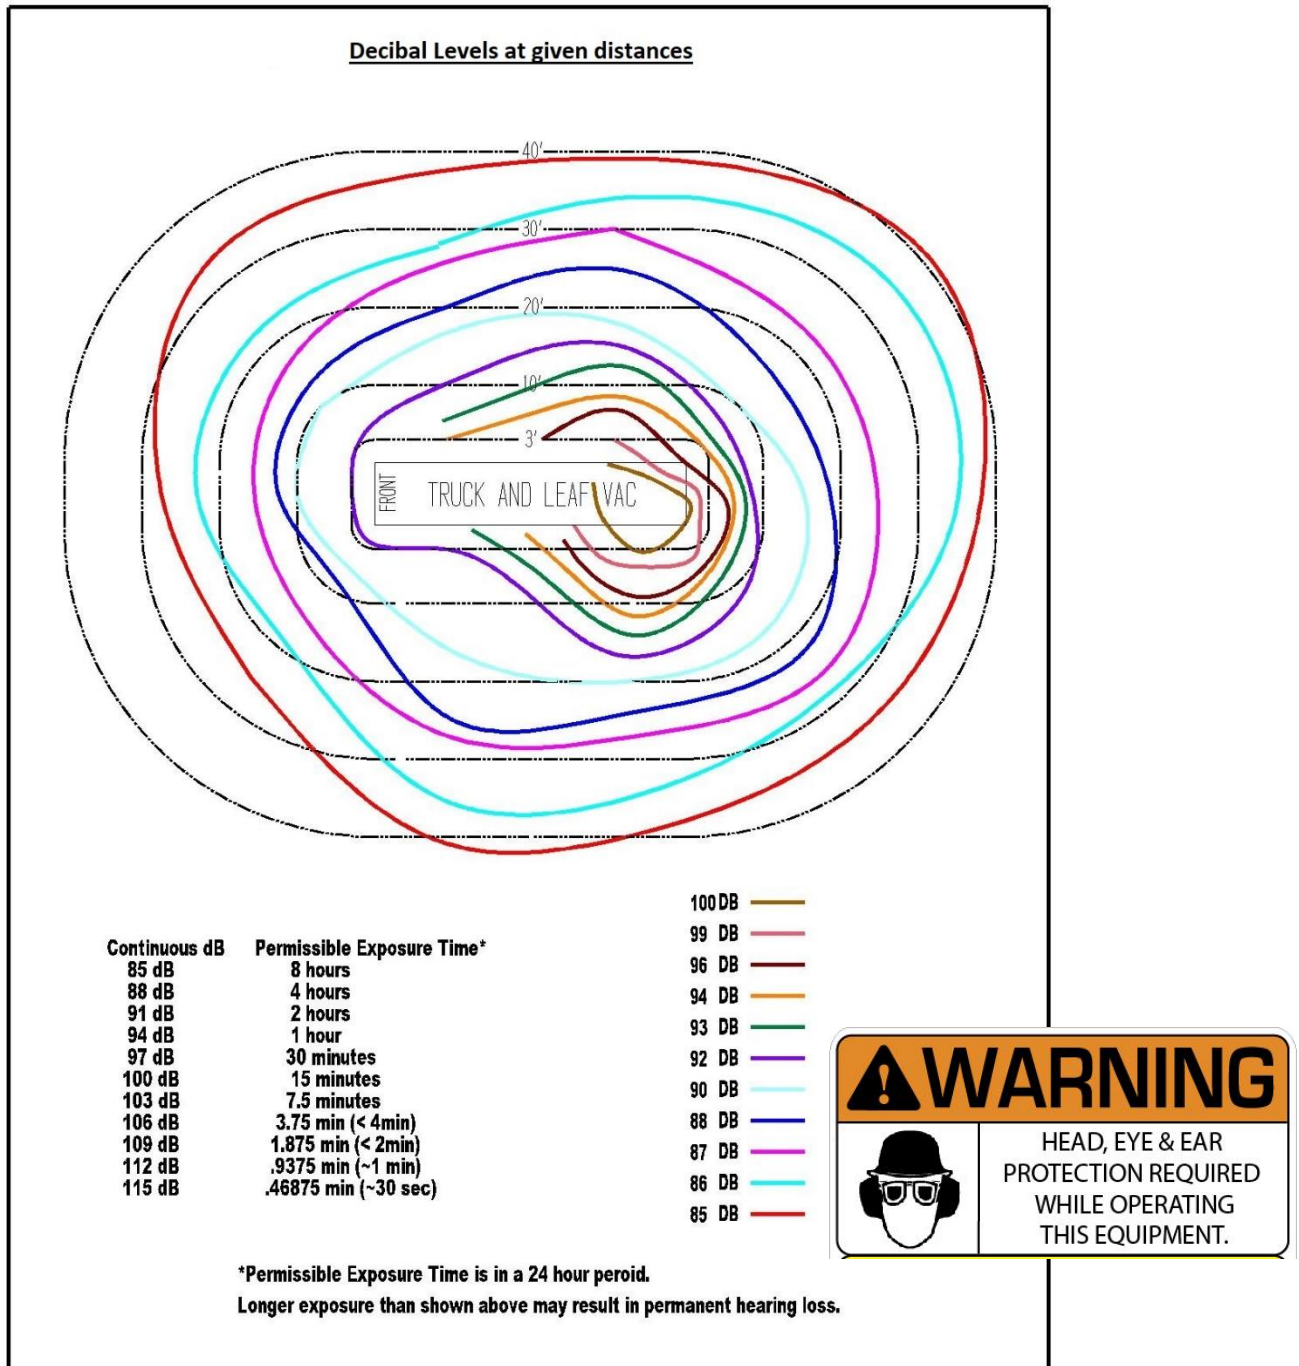 Decibal Levels at given distances
40'
30'
20'
10'
3'
FRONT
TRUCK AND LEAF VAC
Continuous dB Permissible Exposure Time*
85 dB 8 hours
88 dB 4 hours
91 dB 2 hours
94 dB 1 hour
97 dB 30 minutes
100 dB 15 minutes
103 dB 7.5 minutes
106 dB 3.75 min (< 4min)
109 dB 1.875 min (< 2min)
112 dB .9375 min (~1 min)
115 dB .46875 min (~30 sec)
100 DB
99 DB
96 DB
94 DB
93 DB
92 DB
90 DB
88 DB
87 DB
86 DB
85 DB
WARNING
HEAD, EYE & EAR
PROTECTION REQUIRED
WHILE OPERATING
THIS EQUIPMENT.
*Permissible Exposure Time is in a 24 hour peroid.
Longer exposure than shown above may result in permanent hearing loss.